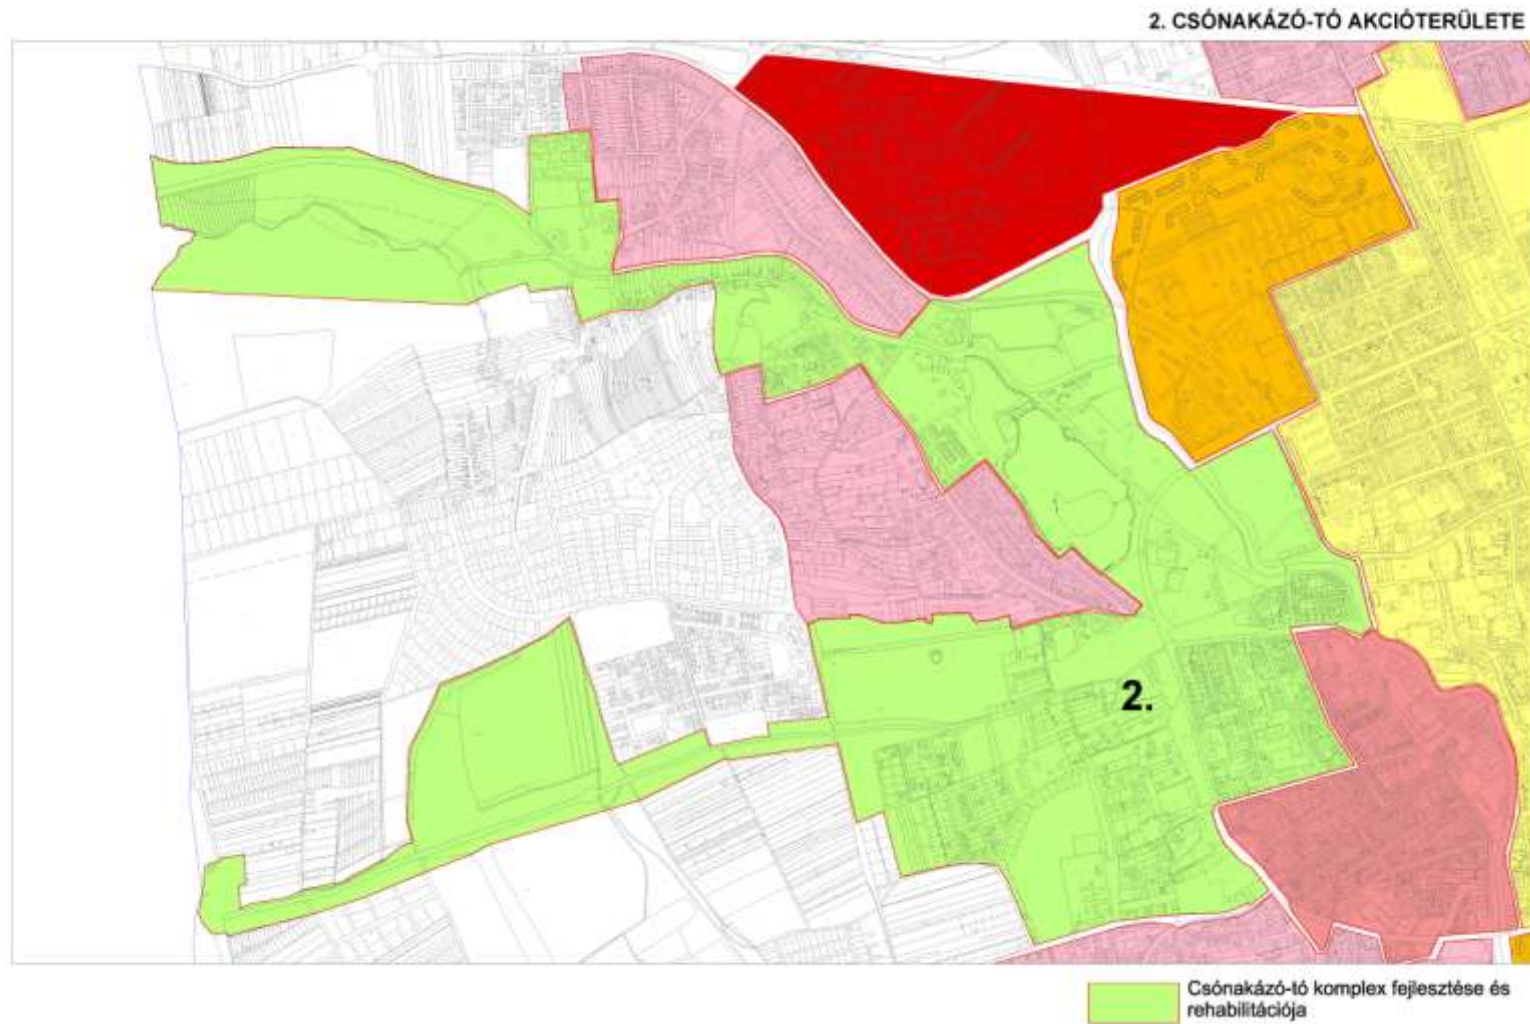 2. CSÓNAKÁZÓ-TÓ AKCIÓTERÜLETE
2.
Csónakázó-tó komplex fejlesztése és
rehabilitációja